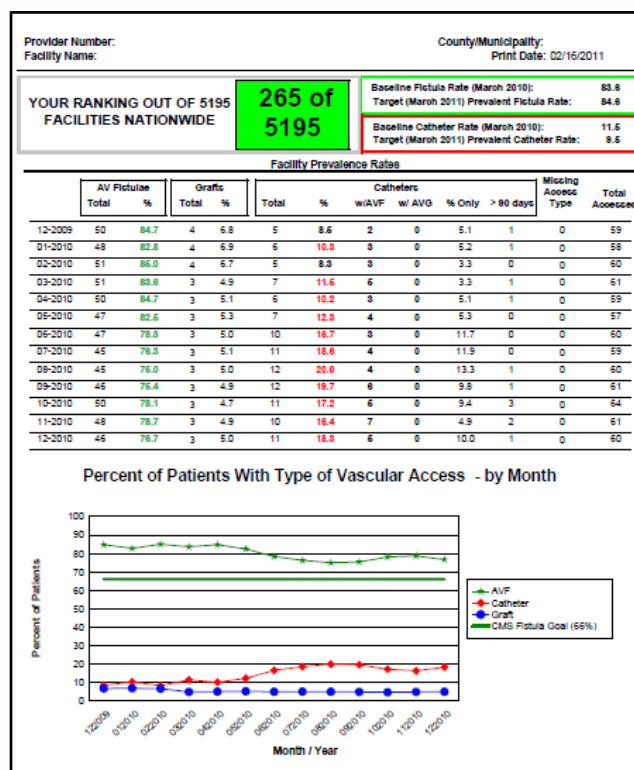 Provider Number: County/Municipality:
Facility Name: Print Date: 02/16/2011
YOUR RANKING OUT OF 5195
FACILITIES NATIONWIDE
265 of
5195
Baseline Fistula Rate (March 2010): 83.6
Target (March 2011) Prevalent Fistula Rate: 84.6
Baseline Catheter Rate (March 2010): 11.5
Target (March 2011) Prevalent Catheter Rate: 9.5
Facility Prevalence Rates
AV Fistulae Grafts Catheters Missing Access Type Total Accessed
Total % Total % Total % w/AVF w/ AVG % Only > 90 days
12-2009 50 84.7 4 6.8 5 8.5 2 0 5.1 1 0 59
01-2010 48 82.8 4 6.9 6 10.3 3 0 5.2 1 0 58
02-2010 51 85.0 4 6.7 5 8.3 3 0 3.3 0 0 60
03-2010 51 83.6 3 4.9 7 11.5 5 0 3.3 1 0 61
04-2010 50 84.7 3 5.1 6 10.2 3 0 5.1 1 0 59
05-2010 47 82.5 3 5.3 7 12.3 4 0 5.3 0 0 57
06-2010 47 78.3 3 5.0 10 16.7 3 0 11.7 0 0 60
07-2010 45 76.3 3 5.1 11 18.6 4 0 11.9 0 0 59
08-2010 45 75.0 3 5.0 12 20.0 4 0 13.3 1 0 60
09-2010 46 75.4 3 4.9 12 19.7 6 0 9.8 1 0 61
10-2010 50 78.1 3 4.7 11 17.2 5 0 9.4 3 0 64
11-2010 48 78.7 3 4.9 10 16.4 7 0 4.9 2 0 61
12-2010 46 76.7 3 5.0 11 18.3 5 0 10.0 1 0 60
Percent of Patients With Type of Vascular Access - by Month
Percent of Patients
100
90
80
70
60
50
40
30
20
10
0
AVF
Catheter
Graft
CMS Fistula Goal (66%)
122009 012010 022010 032010 042010 052010 062010 072010 082010 092010 102010 112010 122010
Month / Year